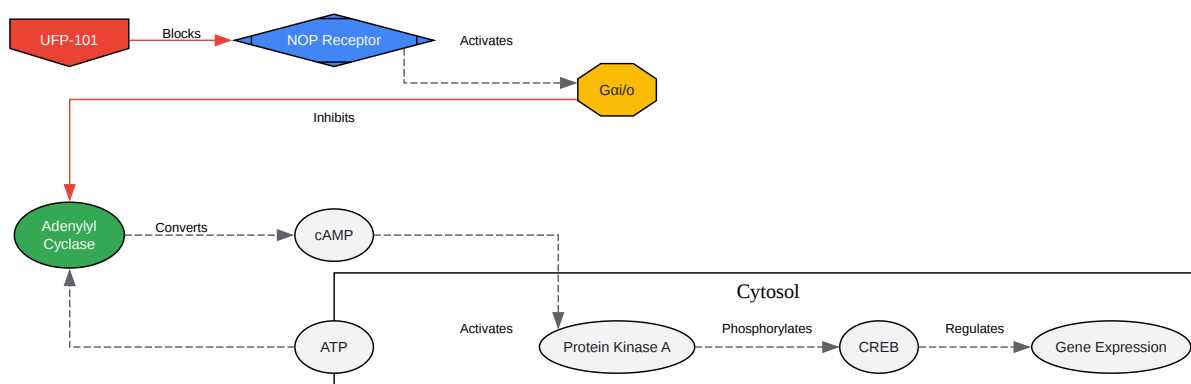 UFP-101
Blocks
NOP Receptor
Activates
Gαi/o
Inhibits
Adenylyl
Cyclase
Converts
cAMP
Cytosol
ATP
Activates
Protein Kinase A
Phosphorylates
CREB
Regulates
Gene Expression